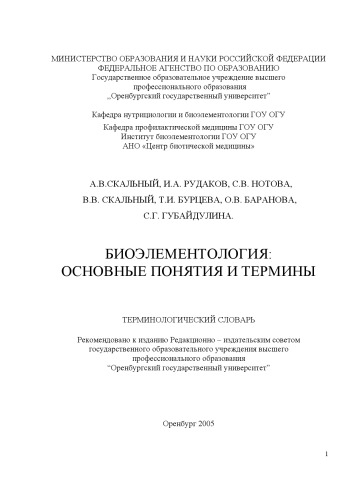 МИНИСТЕРСТВО ОБРАЗОВАНИЯ И НАУКИ РОССИЙСКОЙ ФЕДЕРАЦИИ
ФЕДЕРАЛЬНОЕ АГЕНСТВО ПО ОБРАЗОВАНИЮ
Государственное образовательное учреждение высшего
профессионального образования
„Оренбургский государственный университет”
Кафедра нутрициологии и биоэлементологии ГОУ ОГУ
Кафедра профилактической медицины ГОУ ОГУ
Институт биоэлементологии ГОУ ОГУ
АНО «Центр биотической медицины»
А.В.СКАЛЬНЫЙ, И.А. РУДАКОВ, С.В. НОТОВА,
В.В. СКАЛЬНЫЙ, Т.И. БУРЦЕВА, О.В. БАРАНОВА,
С.Г. ГУБАЙДУЛИНА.
БИОЭЛЕМЕНТОЛОГИЯ:
ОСНОВНЫЕ ПОНЯТИЯ И ТЕРМИНЫ
ТЕРМИНОЛОГИЧЕСКИЙ СЛОВАРЬ
Рекомендовано к изданию Редакционно – издательским советом
государственного образовательного учреждения высшего
профессионального образования
“Оренбургский государственный университет”
Оренбург 2005
1